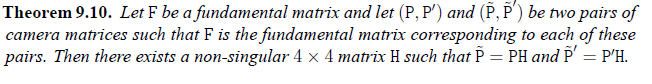 Theorem 9.10. Let F be a fundamental matrix and let (P, P′) and (P̃, P̃′) be two pairs of
camera matrices such that F is the fundamental matrix corresponding to each of these
pairs. Then there exists a non-singular 4 × 4 matrix H such that P̃ = PH and P̃′ = P′H.